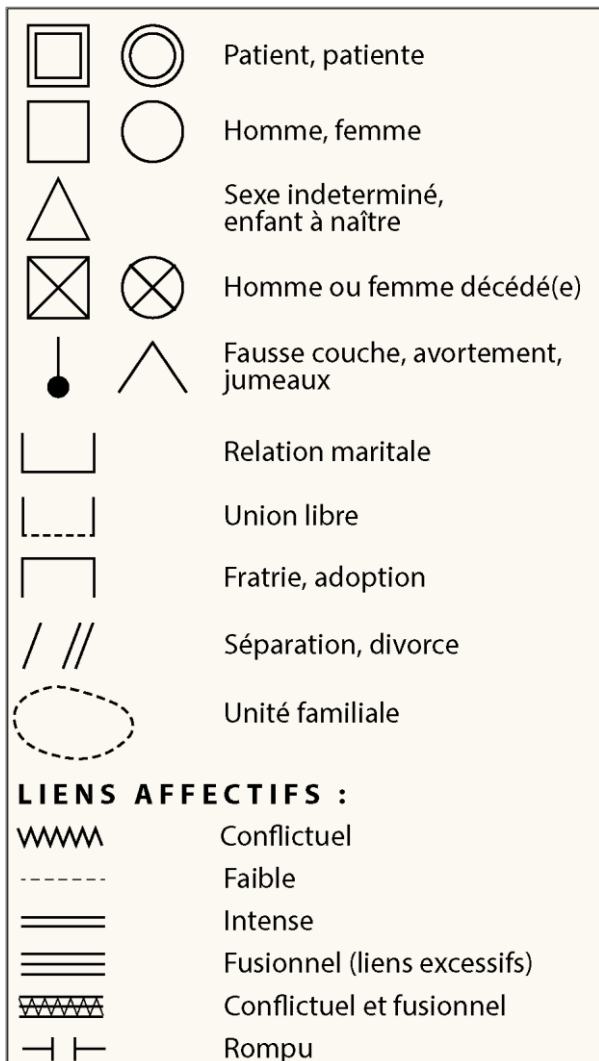 Patient, patiente
Homme, femme
Sexe indeterminé,
enfant à naître
Homme ou femme décédé(e)
Fausse couche, avortement,
jumeaux
Relation maritale
Union libre
Fratrie, adoption
Séparation, divorce
Unité familiale
LIENS AFFECTIFS :
Conflictuel
Faible
Intense
Fusionnel (liens excessifs)
Conflictuel et fusionnel
Rompu